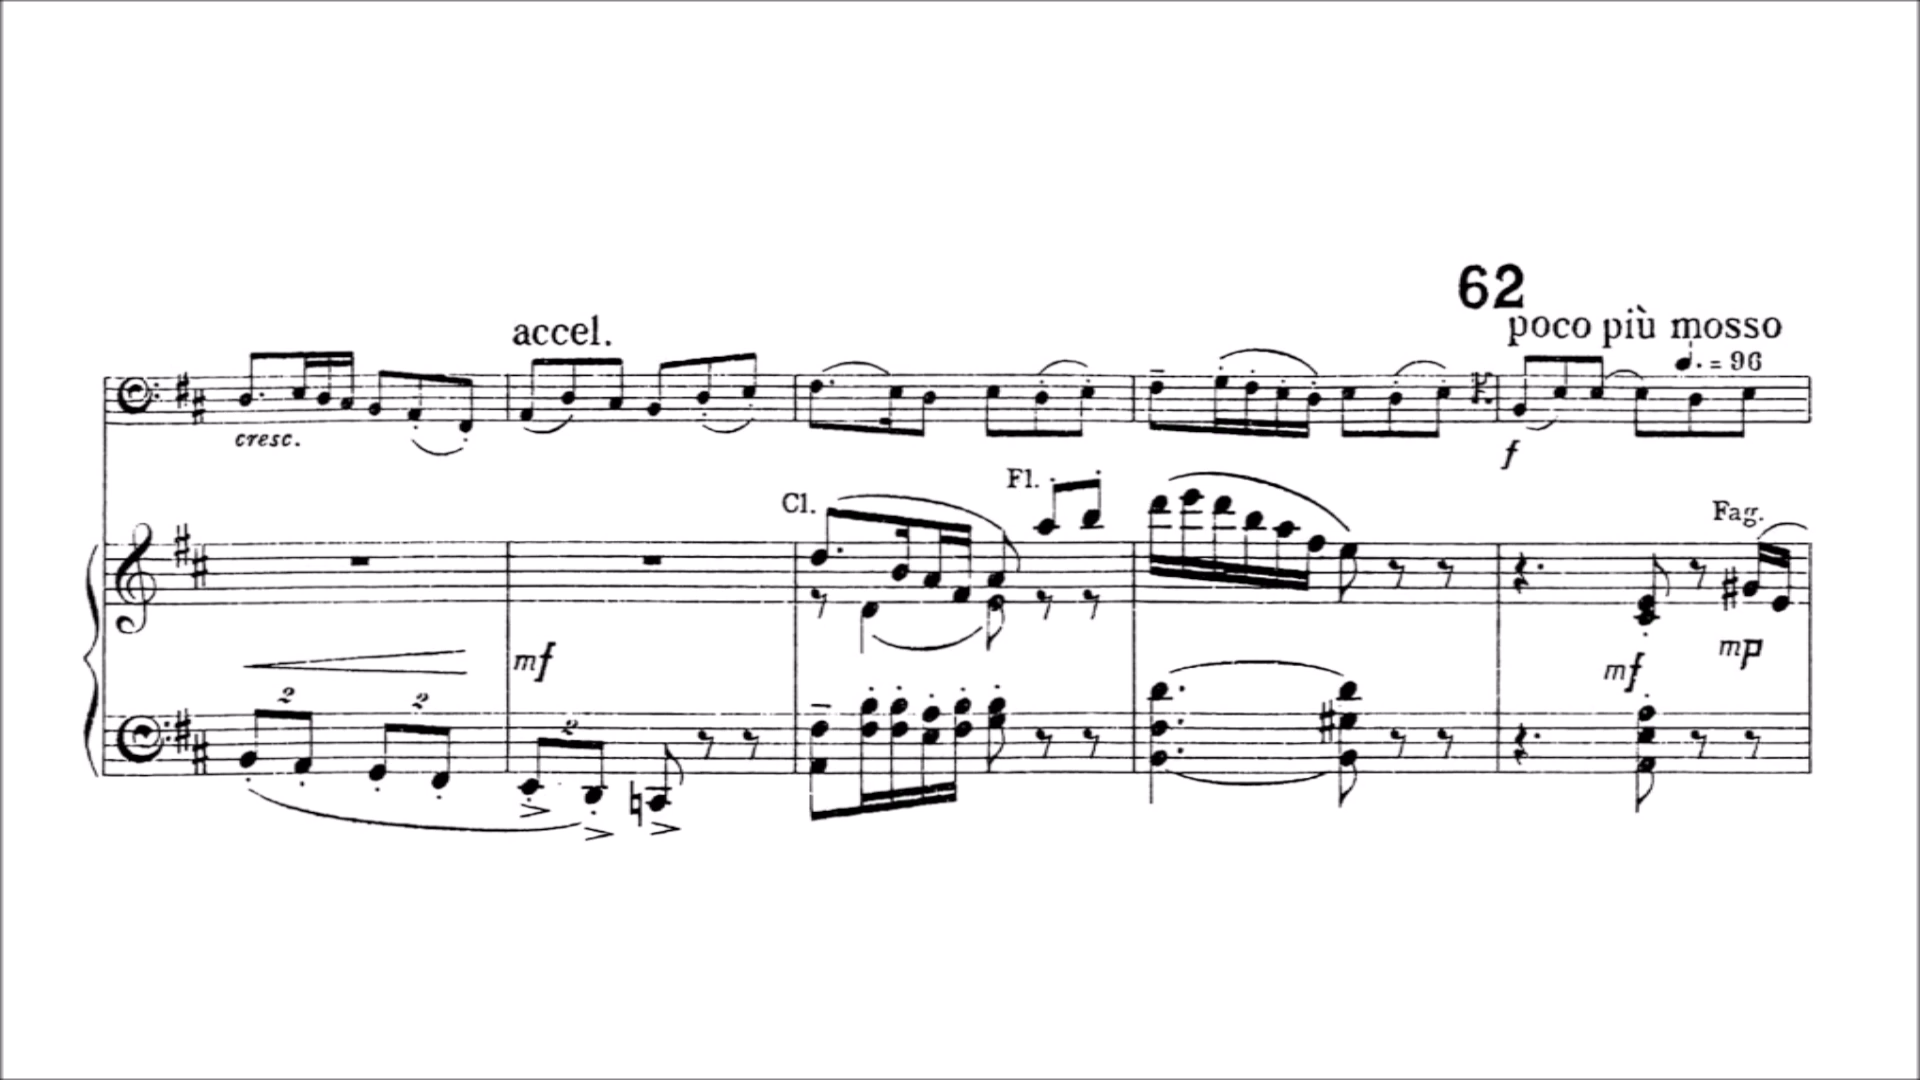 62
accel.
poco più mosso
♩. = 96
cresc.
f
Cl.
Fl.
Fag.
mf
mf
mp
2
2
2